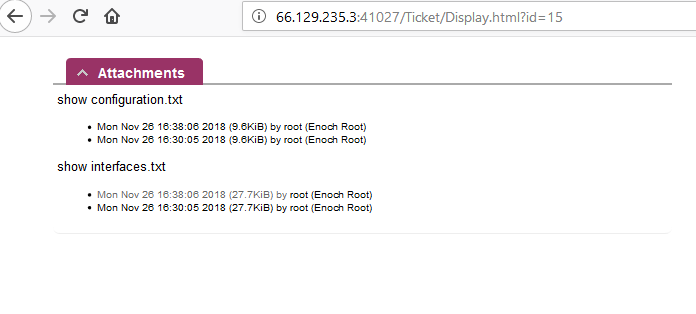 66.129.235.3:41027/Ticket/Display.html?id=15
Attachments
show configuration.txt
Mon Nov 26 16:38:06 2018 (9.6KiB) by root (Enoch Root)
Mon Nov 26 16:30:05 2018 (9.6KiB) by root (Enoch Root)
show interfaces.txt
Mon Nov 26 16:38:06 2018 (27.7KiB) by root (Enoch Root)
Mon Nov 26 16:30:05 2018 (27.7KiB) by root (Enoch Root)